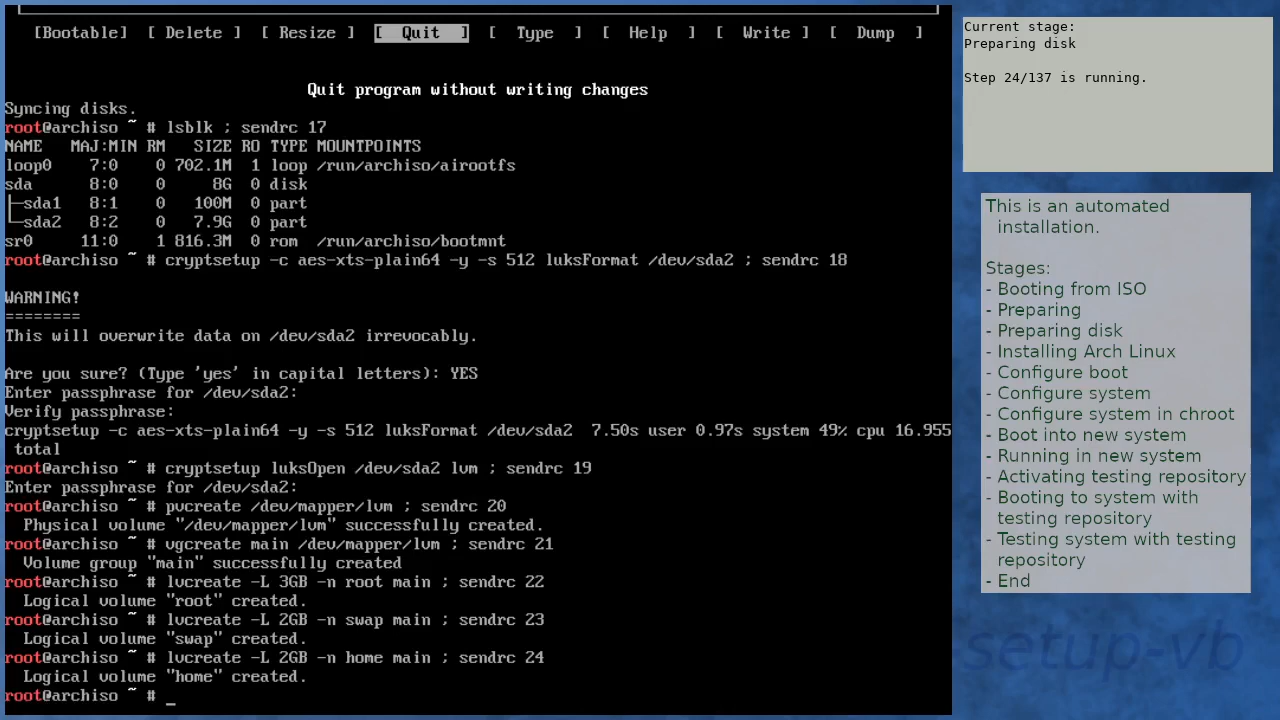 [Bootable] [ Delete ] [ Resize ] [ Quit ] [ Type ] [ Help ] [ Write ] [ Dump ]
Quit program without writing changes
Syncing disks.
root@archiso ~ # lsblk ; sendrc 17
NAME   MAJ:MIN RM   SIZE RO TYPE MOUNTPOINTS
loop0    7:0    0 702.1M  1 loop /run/archiso/airootfs
sda      8:0    0     8G  0 disk
├─sda1   8:1    0   100M  0 part
└─sda2   8:2    0   7.9G  0 part
sr0     11:0    1 816.3M  0 rom  /run/archiso/bootmnt
root@archiso ~ # cryptsetup -c aes-xts-plain64 -y -s 512 luksFormat /dev/sda2 ; sendrc 18
WARNING!
========
This will overwrite data on /dev/sda2 irrevocably.
Are you sure? (Type 'yes' in capital letters): YES
Enter passphrase for /dev/sda2:
Verify passphrase:
cryptsetup -c aes-xts-plain64 -y -s 512 luksFormat /dev/sda2  7.50s user 0.97s system 49% cpu 16.955
total
root@archiso ~ # cryptsetup luksOpen /dev/sda2 lvm ; sendrc 19
Enter passphrase for /dev/sda2:
root@archiso ~ # pvcreate /dev/mapper/lvm ; sendrc 20
Physical volume "/dev/mapper/lvm" successfully created.
root@archiso ~ # vgcreate main /dev/mapper/lvm ; sendrc 21
Volume group "main" successfully created
root@archiso ~ # lvcreate -L 3GB -n root main ; sendrc 22
Logical volume "root" created.
root@archiso ~ # lvcreate -L 2GB -n swap main ; sendrc 23
Logical volume "swap" created.
root@archiso ~ # lvcreate -L 2GB -n home main ; sendrc 24
Logical volume "home" created.
root@archiso ~ # _
Current stage:
Preparing disk
Step 24/137 is running.
This is an automated
installation.
Stages:
- Booting from ISO
- Preparing
- Preparing disk
- Installing Arch Linux
- Configure boot
- Configure system
- Configure system in chroot
- Boot into new system
- Running in new system
- Activating testing repository
- Booting to system with
testing repository
- Testing system with testing
repository
- End
setup-vb